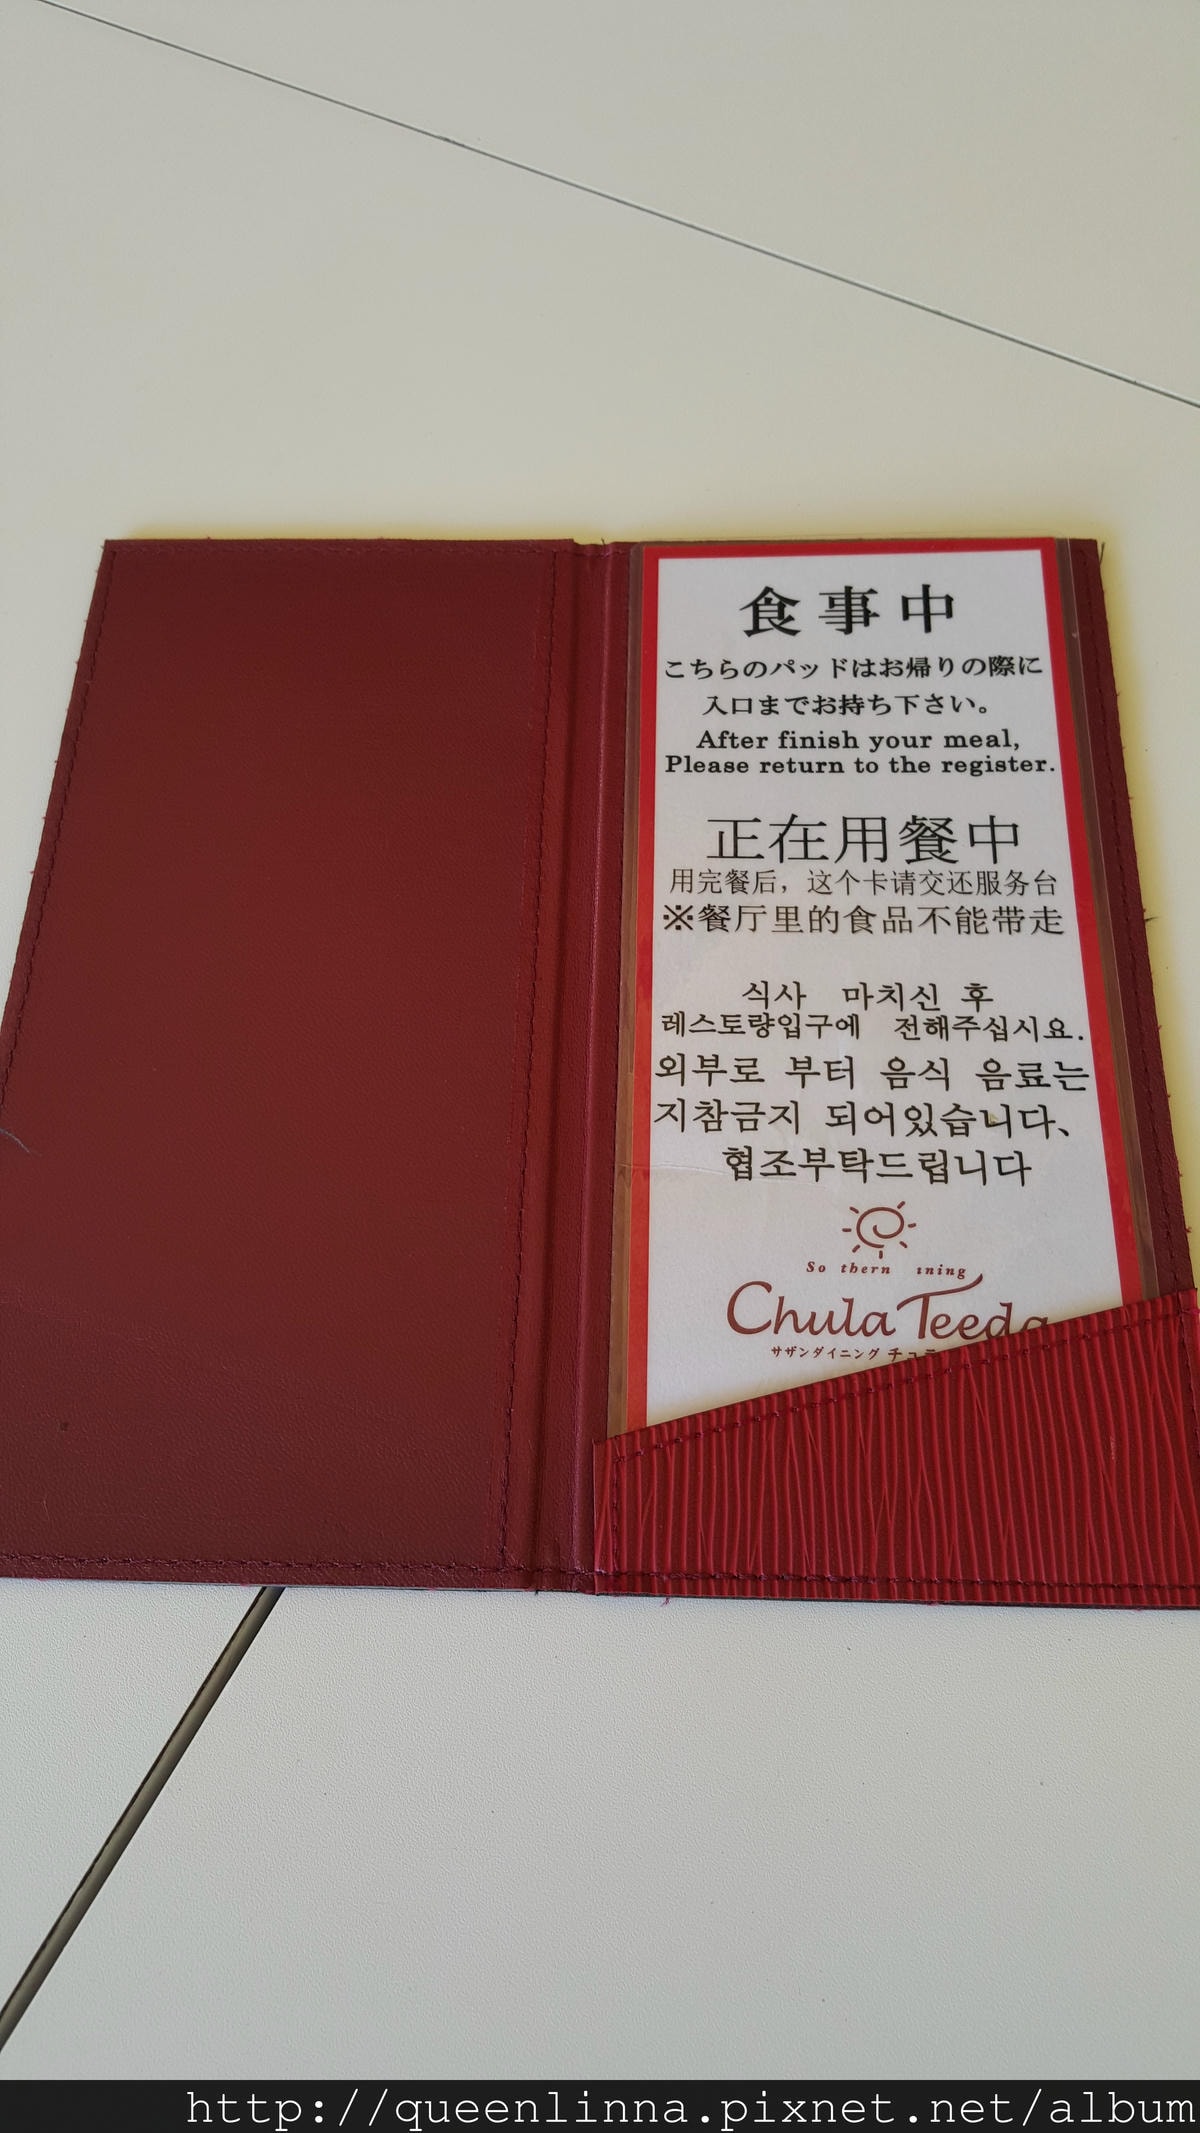 食事中
こちらのパッドはお帰りの際に
入口までお持ち下さい。
After finish your meal,
Please return to the register.
正在用餐中
用完餐后，这个卡请交还服务台
※餐厅里的食品不能带走
식사 마치신 후
레스토랑입구에 전해주십시요.
외부로 부터 음식 음료는
지참금지 되어있습니다、
협조부탁드립니다
So thern ining
Chula Teeda
サザンダイニング チュラ
http://queenlinna.pixnet.net/album